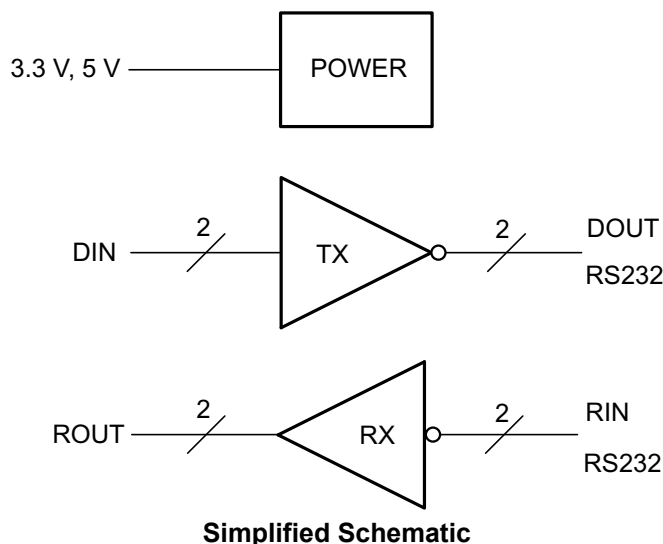 3.3 V, 5 V
POWER
DIN
2
TX
2
DOUT
RS232
ROUT
2
RX
2
RIN
RS232
Simplified Schematic